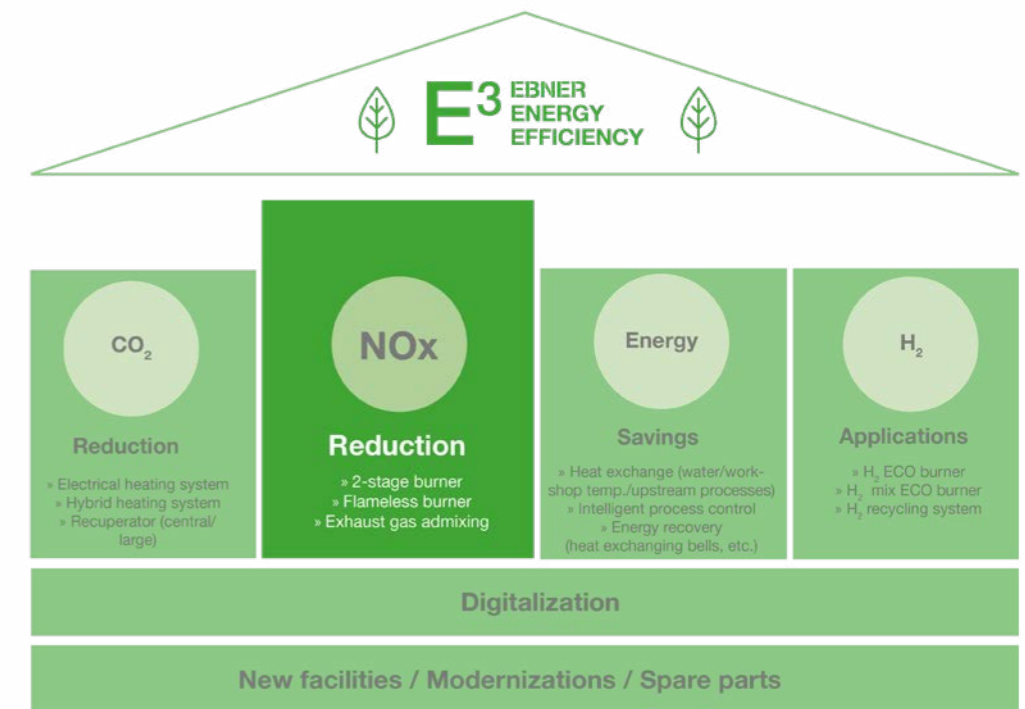 E³ EBNER
ENERGY
EFFICIENCY
CO₂
Reduction
» Electrical heating system
» Hybrid heating system
» Recuperator (central/
large)
NOx
Reduction
» 2-stage burner
» Flameless burner
» Exhaust gas admixing
Energy
Savings
» Heat exchange (water/work-
shop temp./upstream processes)
» Intelligent process control
» Energy recovery
(heat exchanging bells, etc.)
H₂
Applications
» H₂ ECO burner
» H₂ mix ECO burner
» H₂ recycling system
Digitalization
New facilities / Modernizations / Spare parts